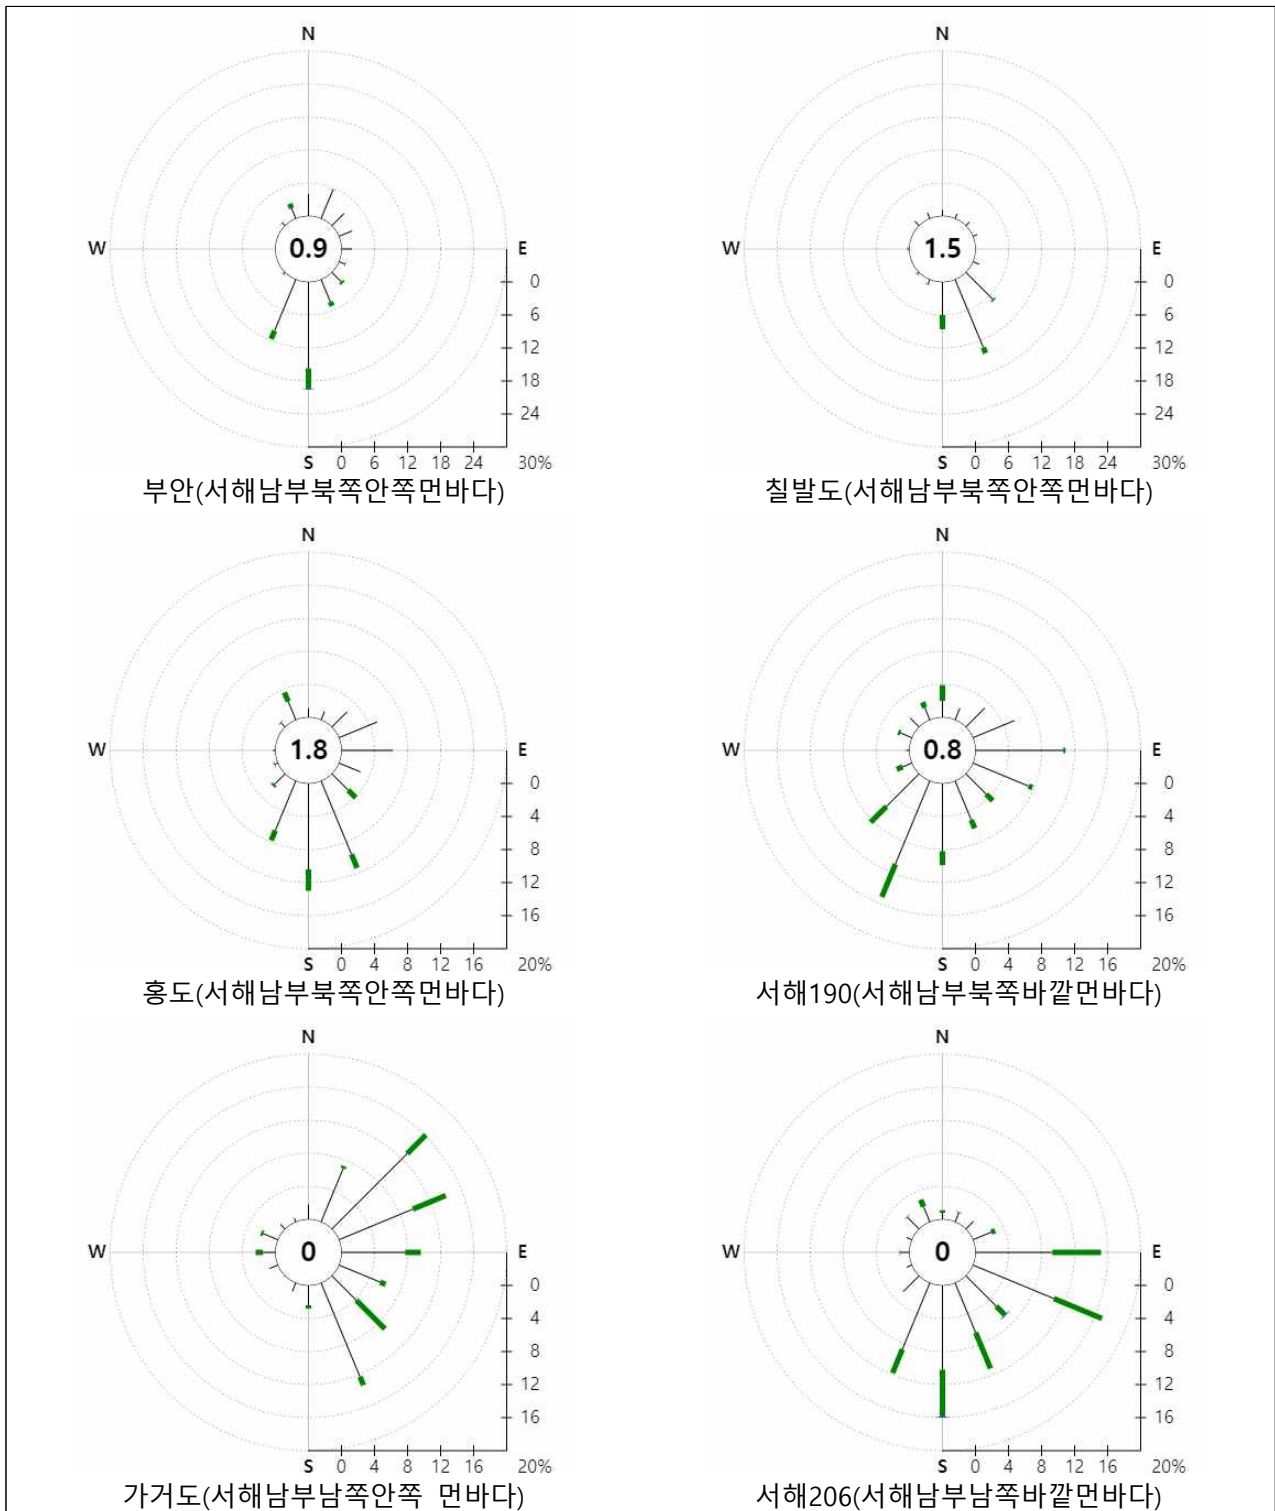 N
N
W 0.9 E
W 1.5 E
0
6
12
18
24
0
6
12
18
24
S 0 6 12 18 24 30%
S 0 6 12 18 24 30%
부안(서해남부북쪽안쪽먼바다)
칠발도(서해남부북쪽안쪽먼바다)
N
N
W 1.8 E
W 0.8 E
0
4
8
12
16
0
4
8
12
16
S 0 4 8 12 16 20%
S 0 4 8 12 16 20%
홍도(서해남부북쪽안쪽먼바다)
서해190(서해남부북쪽바깥먼바다)
N
N
W 0 E
W 0 E
0
4
8
12
16
0
4
8
12
16
S 0 4 8 12 16 20%
S 0 4 8 12 16 20%
가거도(서해남부남쪽안쪽 먼바다)
서해206(서해남부남쪽바깥먼바다)